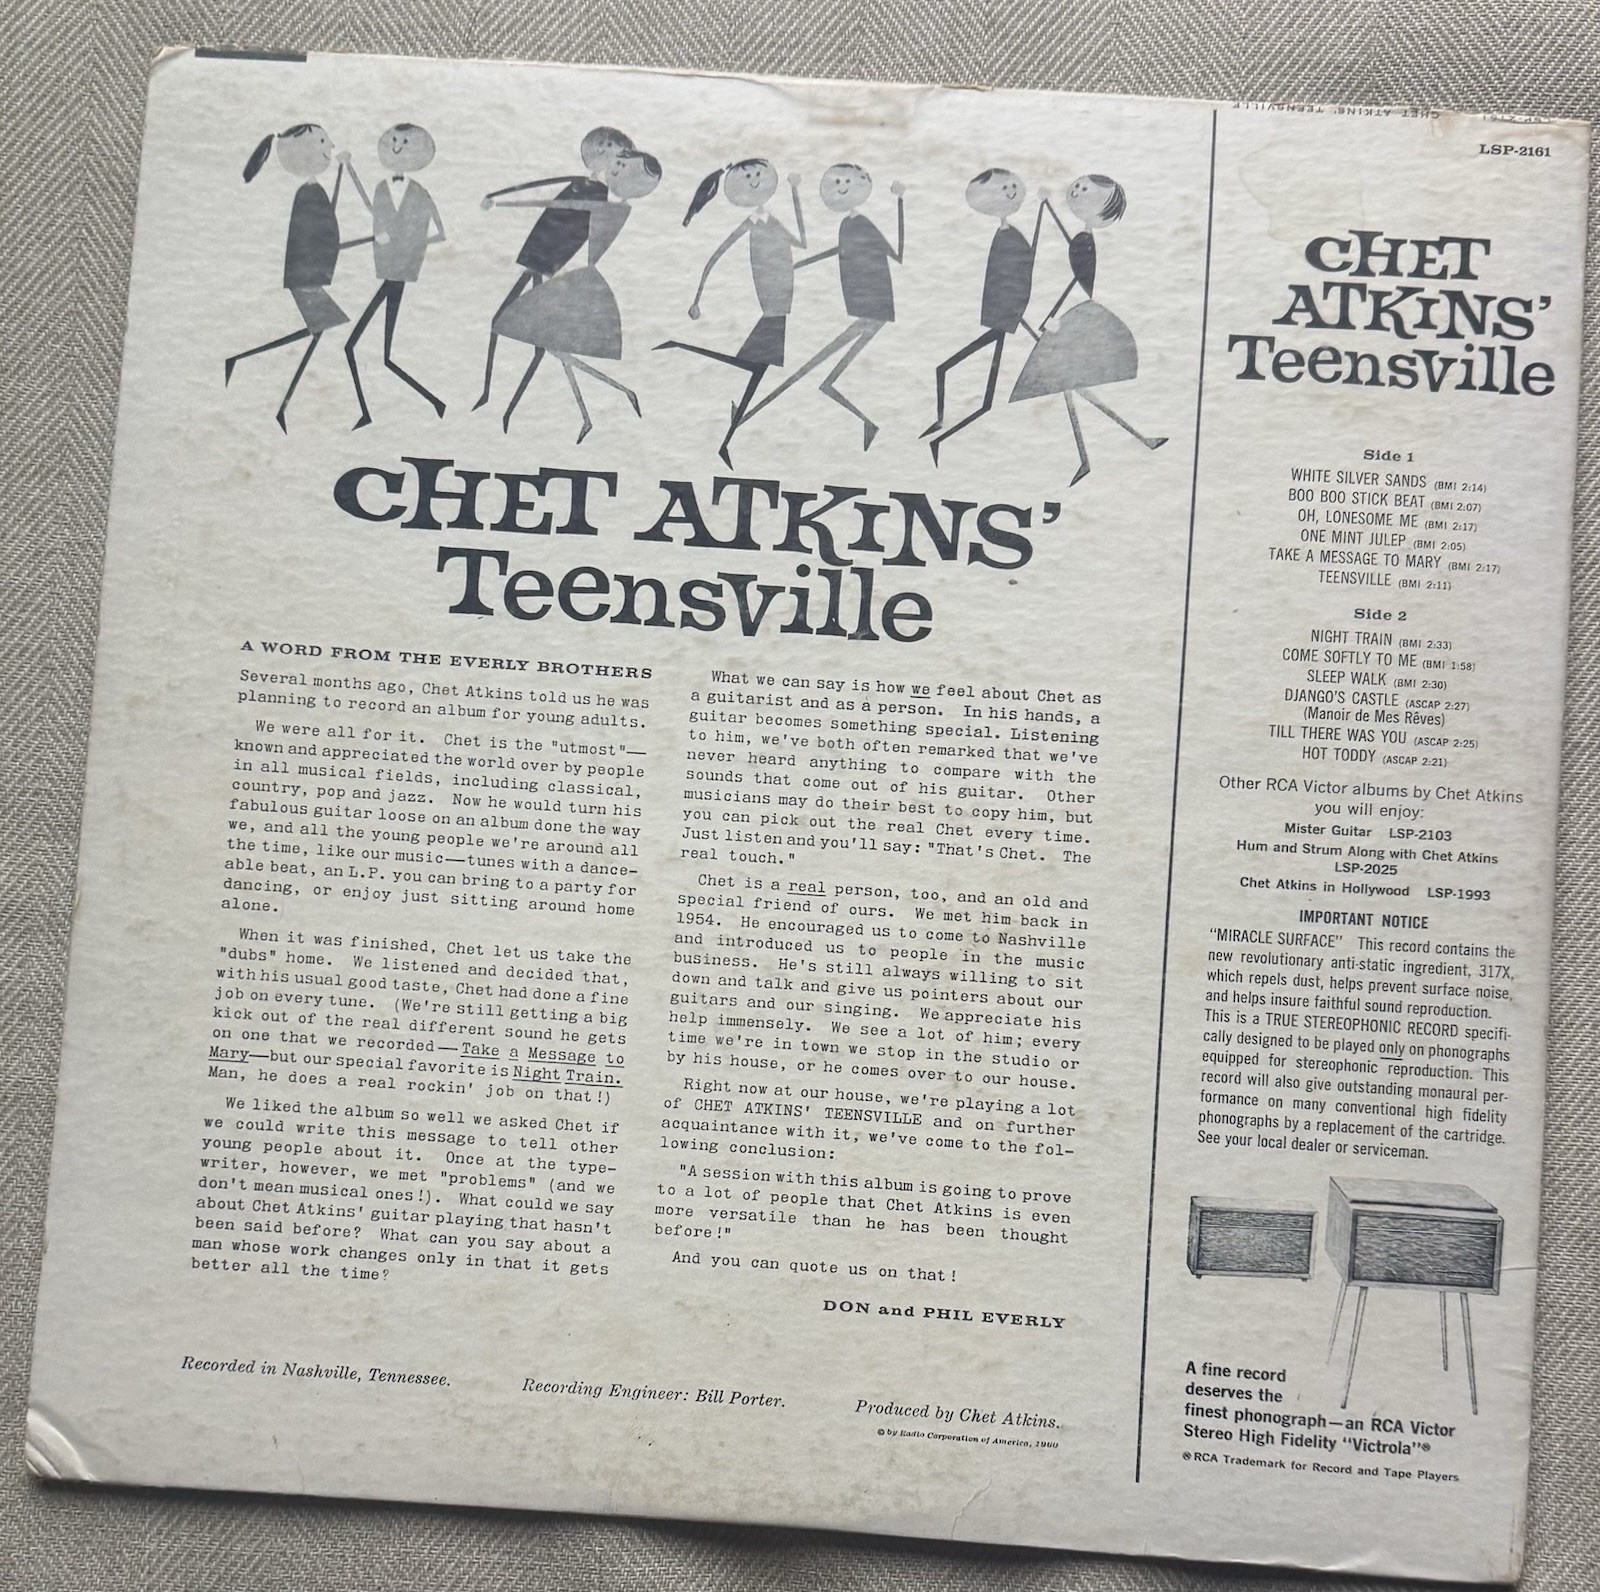 CHET ATKINS' TEENSVILLE
LSP-2161
CHET ATKINS'
Teensville
A WORD FROM THE EVERLY BROTHERS
Several months ago, Chet Atkins told us he was
planning to record an album for young adults.
We were all for it. Chet is the "utmost"—
known and appreciated the world over by people
in all musical fields, including classical,
country, pop and jazz. Now he would turn his
fabulous guitar loose on an album done the way
we, and all the young people we're around all
the time, like our music—tunes with a dance-
able beat, an L.P. you can bring to a party for
dancing, or enjoy just sitting around home
alone.
When it was finished, Chet let us take the
"dubs" home. We listened and decided that,
with his usual good taste, Chet had done a fine
job on every tune. (We're still getting a big
kick out of the real different sound he gets
on one that we recorded—Take a Message to
Mary—but our special favorite is Night Train.
Man, he does a real rockin' job on that!)
We liked the album so well we asked Chet if
we could write this message to tell other
young people about it. Once at the type-
writer, however, we met "problems" (and we
don't mean musical ones!). What could we say
about Chet Atkins' guitar playing that hasn't
been said before? What can you say about a
man whose work changes only in that it gets
better all the time?
What we can say is how we feel about Chet as
a guitarist and as a person. In his hands, a
guitar becomes something special. Listening
to him, we've both often remarked that we've
never heard anything to compare with the
sounds that come out of his guitar. Other
musicians may do their best to copy him, but
you can pick out the real Chet every time.
Just listen and you'll say: "That's Chet. The
real touch."
Chet is a real person, too, and an old and
special friend of ours. We met him back in
1954. He encouraged us to come to Nashville
and introduced us to people in the music
business. He's still always willing to sit
down and talk and give us pointers about our
guitars and our singing. We appreciate his
help immensely. We see a lot of him; every
time we're in town we stop in the studio or
by his house, or he comes over to our house.
Right now at our house, we're playing a lot
of CHET ATKINS' TEENSVILLE and on further
acquaintance with it, we've come to the fol-
lowing conclusion:
"A session with this album is going to prove
to a lot of people that Chet Atkins is even
more versatile than he has been thought
before!"
And you can quote us on that!
DON and PHIL EVERLY
Recorded in Nashville, Tennessee.
Recording Engineer: Bill Porter.
Produced by Chet Atkins.
© by Radio Corporation of America, 1960
CHET
ATKINS'
Teensville
Side 1
WHITE SILVER SANDS (BMI 2:14)
BOO BOO STICK BEAT (BMI 2:07)
OH, LONESOME ME (BMI 2:17)
ONE MINT JULEP (BMI 2:05)
TAKE A MESSAGE TO MARY (BMI 2:17)
TEENSVILLE (BMI 2:11)
Side 2
NIGHT TRAIN (BMI 2:33)
COME SOFTLY TO ME (BMI 1:58)
SLEEP WALK (BMI 2:30)
DJANGO'S CASTLE (ASCAP 2:27)
(Manoir de Mes Rêves)
TILL THERE WAS YOU (ASCAP 2:25)
HOT TODDY (ASCAP 2:21)
Other RCA Victor albums by Chet Atkins
you will enjoy:
Mister Guitar LSP-2103
Hum and Strum Along with Chet Atkins
LSP-2025
Chet Atkins in Hollywood LSP-1993
IMPORTANT NOTICE
"MIRACLE SURFACE" This record contains the
new revolutionary anti-static ingredient, 317X,
which repels dust, helps prevent surface noise,
and helps insure faithful sound reproduction.
This is a TRUE STEREOPHONIC RECORD specifi-
cally designed to be played only on phonographs
equipped for stereophonic reproduction. This
record will also give outstanding monaural per-
formance on many conventional high fidelity
phonographs by a replacement of the cartridge.
See your local dealer or serviceman.
A fine record
deserves the
finest phonograph—an RCA Victor
Stereo High Fidelity "Victrola"®
® RCA Trademark for Record and Tape Players